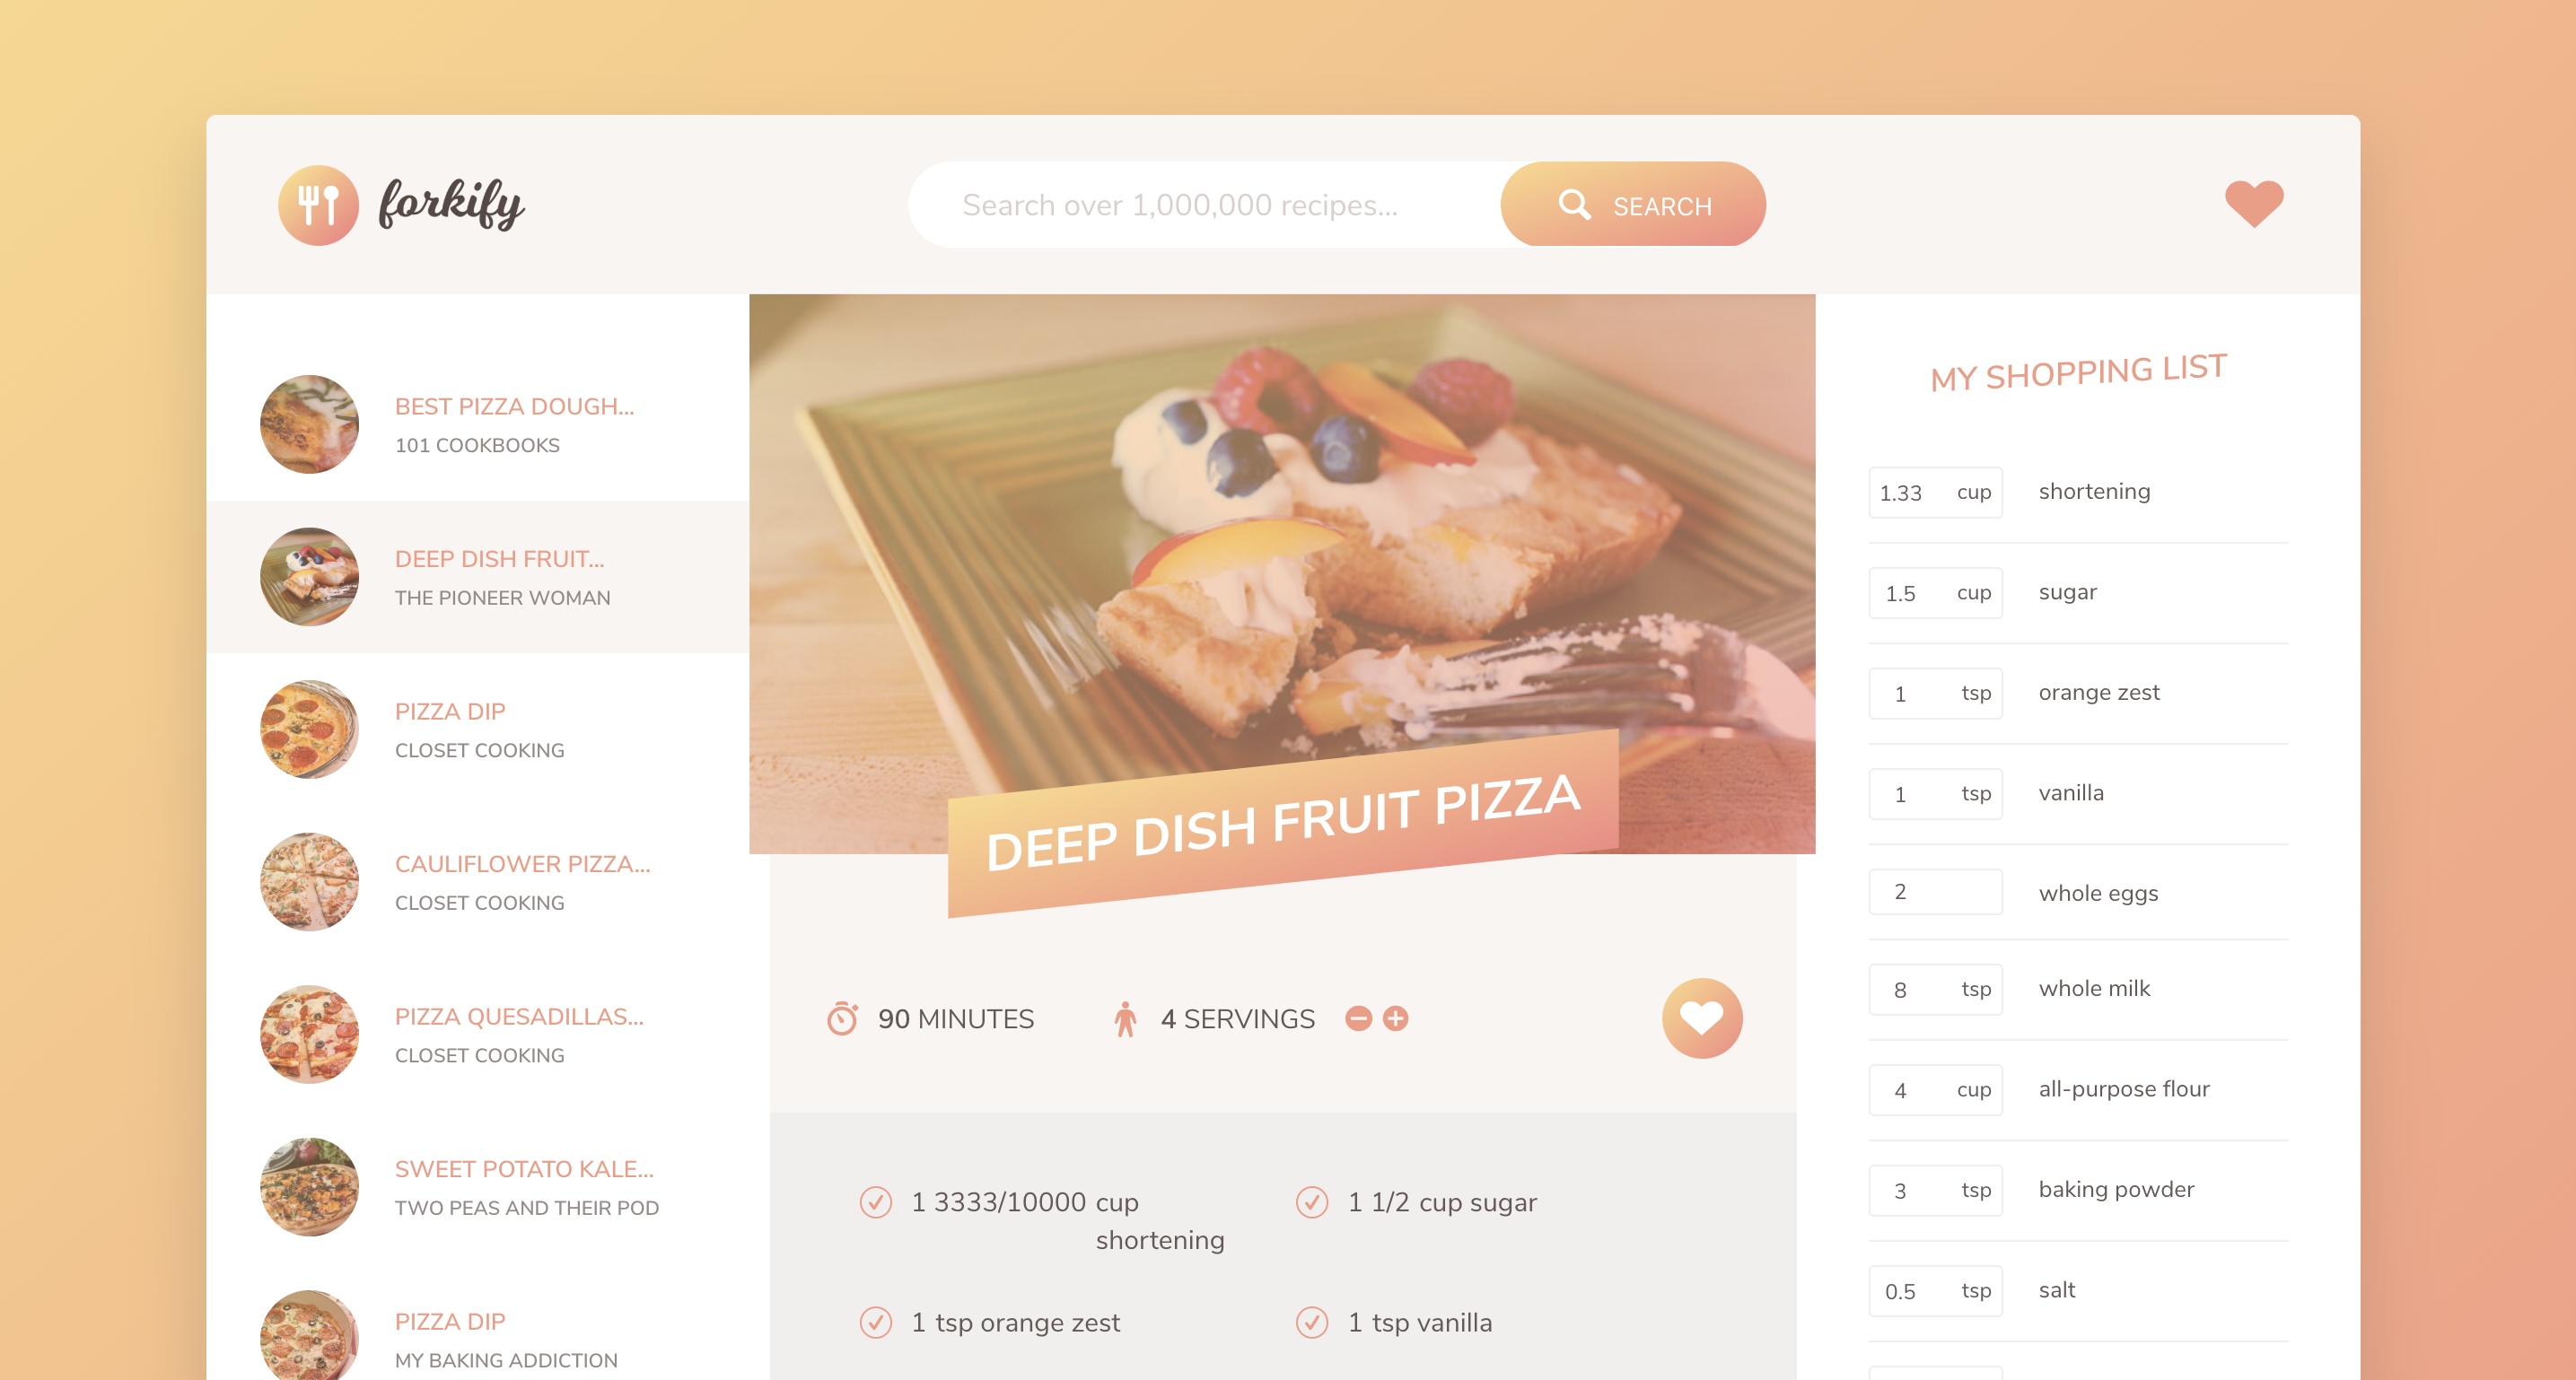 forkify
Search over 1,000,000 recipes...
SEARCH
BEST PIZZA DOUGH...
101 COOKBOOKS
DEEP DISH FRUIT...
THE PIONEER WOMAN
PIZZA DIP
CLOSET COOKING
CAULIFLOWER PIZZA...
CLOSET COOKING
PIZZA QUESADILLAS...
CLOSET COOKING
SWEET POTATO KALE...
TWO PEAS AND THEIR POD
PIZZA DIP
MY BAKING ADDICTION
DEEP DISH FRUIT PIZZA
90 MINUTES
4 SERVINGS
1 3333/10000 cup
shortening
1 1/2 cup sugar
1 tsp orange zest
1 tsp vanilla
MY SHOPPING LIST
1.33 cup shortening
1.5 cup sugar
1 tsp orange zest
1 tsp vanilla
2 whole eggs
8 tsp whole milk
4 cup all-purpose flour
3 tsp baking powder
0.5 tsp salt